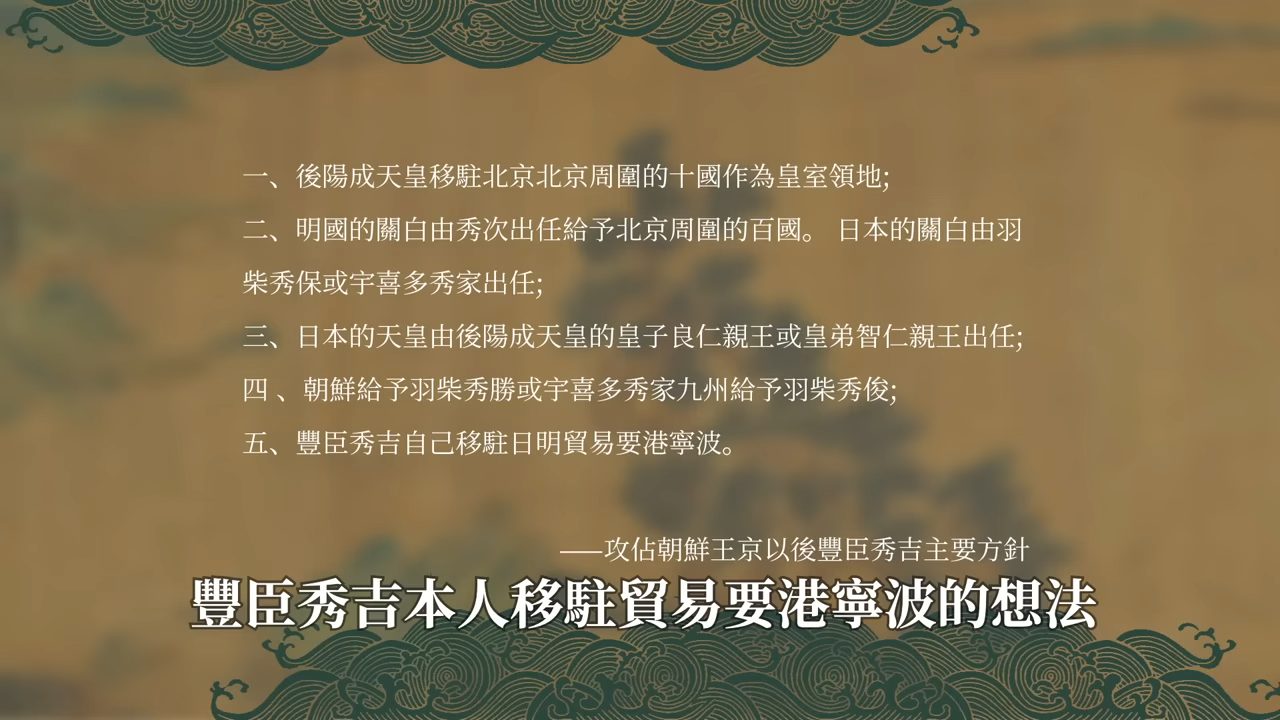 一、後陽成天皇移駐北京北京周圍的十國作為皇室領地;
二、明國的關白由秀次出任給予北京周圍的百國。 日本的關白由羽
柴秀保或宇喜多秀家出任;
三、日本的天皇由後陽成天皇的皇子良仁親王或皇弟智仁親王出任;
四 、朝鮮給予羽柴秀勝或宇喜多秀家九州給予羽柴秀俊;
五、豐臣秀吉自己移駐日明貿易要港寧波。
——攻佔朝鮮王京以後豐臣秀吉主要方針
豐臣秀吉本人移駐貿易要港寧波的想法